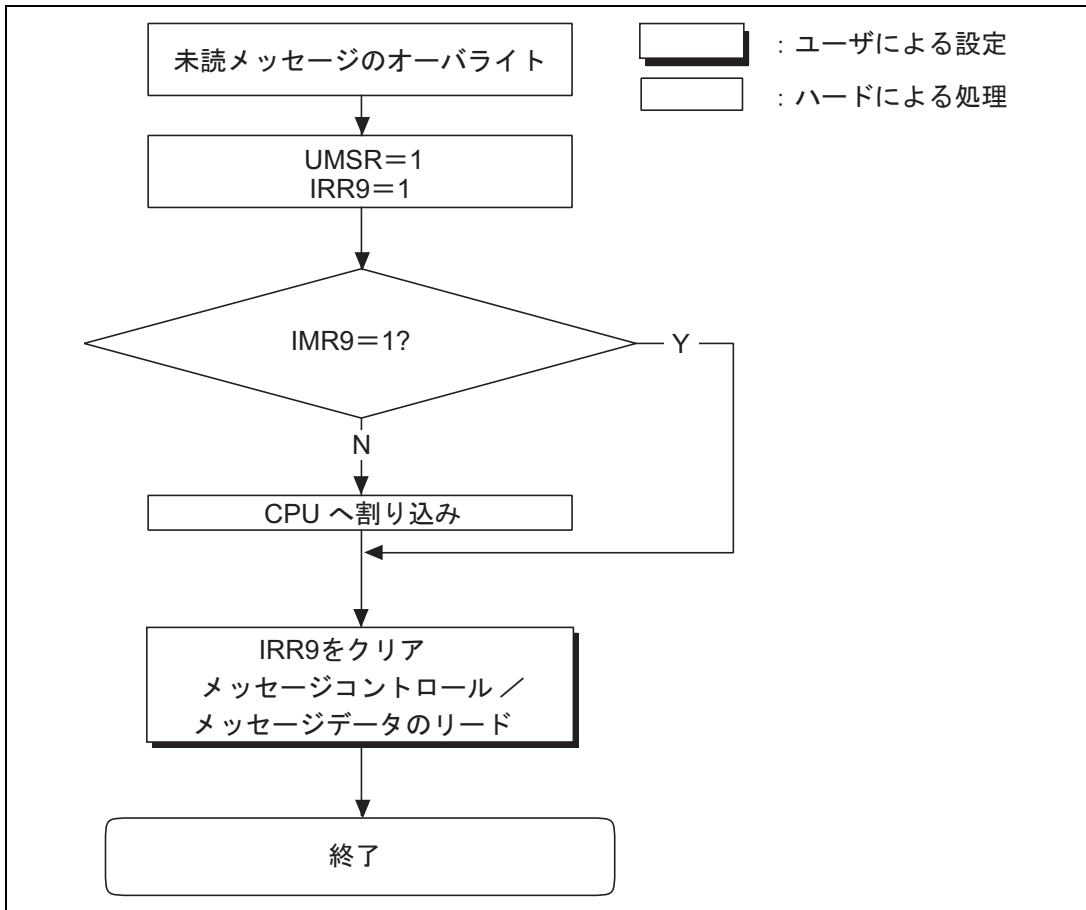 未読メッセージのオーバライト
：ユーザによる設定
：ハードによる処理
UMSR＝1
IRR9＝1
IMR9＝1?
Y
N
CPU へ割り込み
IRR9をクリア
メッセージコントロール ／
メッセージデータのリード
終了